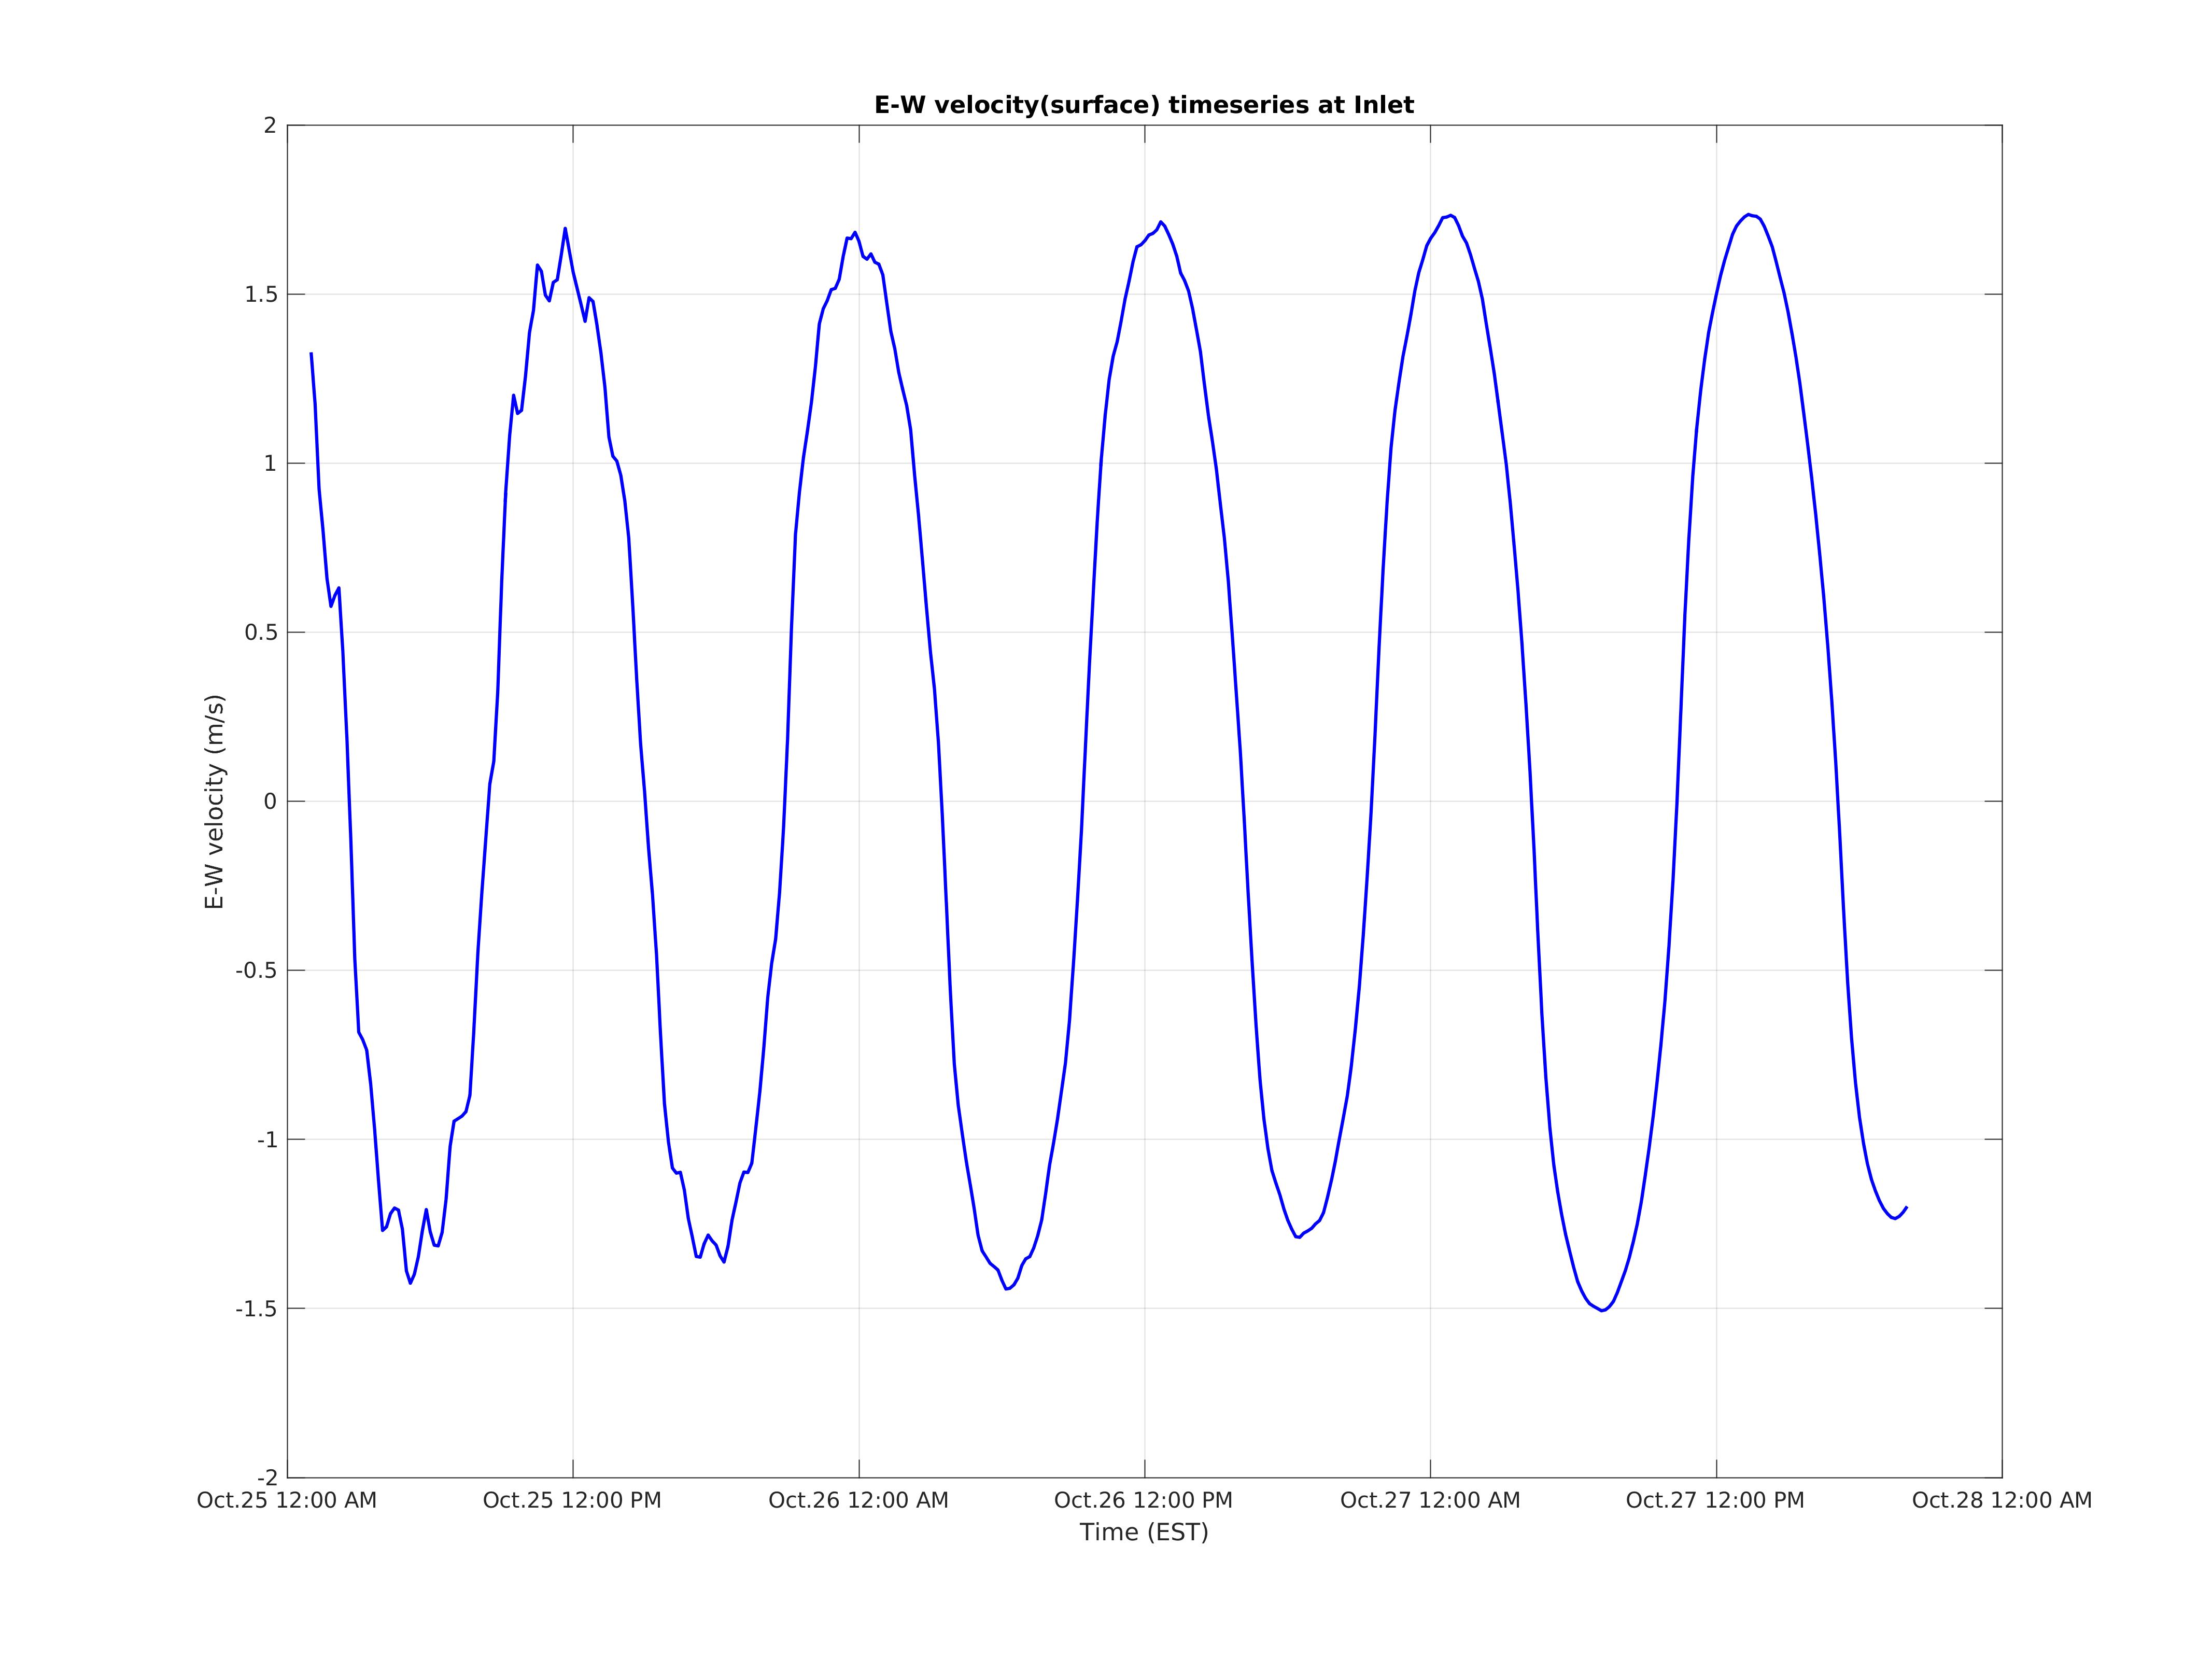 E-W velocity(surface) timeseries at Inlet
2
1.5
1
0.5
0
-0.5
-1
-1.5
-2
E-W velocity (m/s)
Oct.25 12:00 AM Oct.25 12:00 PM Oct.26 12:00 AM Oct.26 12:00 PM Oct.27 12:00 AM Oct.27 12:00 PM Oct.28 12:00 AM
Time (EST)